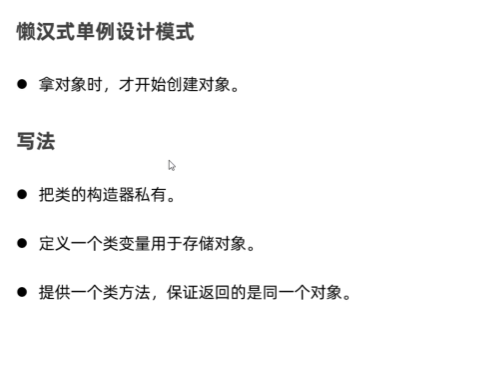 懒汉式单例设计模式
● 拿对象时，才开始创建对象。
写法
● 把类的构造器私有。
● 定义一个类变量用于存储对象。
● 提供一个类方法，保证返回的是同一个对象。